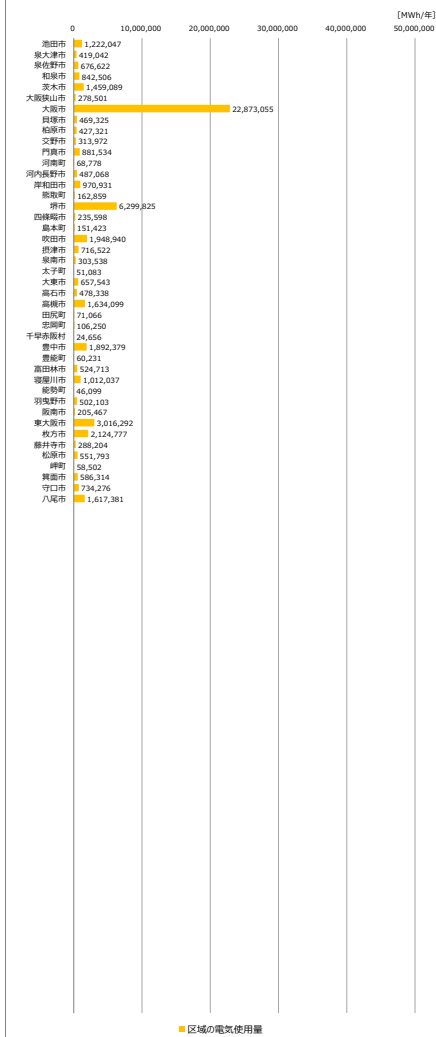 [MWh/年]
0 10,000,000 20,000,000 30,000,000 40,000,000 50,000,000
池田市 1,222,047
泉大津市 419,042
泉佐野市 676,622
和泉市 842,506
茨木市 1,459,089
大阪狭山市 278,501
大阪市 22,873,055
貝塚市 469,325
柏原市 427,321
交野市 313,972
門真市 881,534
河南町 68,778
河内長野市 487,068
岸和田市 970,931
熊取町 162,859
堺市 6,299,825
四條畷市 235,598
島本町 151,423
吹田市 1,948,940
摂津市 716,522
泉南市 303,538
太子町 51,083
大東市 657,543
高石市 478,338
高槻市 1,634,099
田尻町 71,066
忠岡町 106,250
千早赤阪村 24,656
豊中市 1,892,379
豊能町 60,231
富田林市 524,713
寝屋川市 1,012,037
能勢町 46,099
羽曳野市 502,103
阪南市 205,467
東大阪市 3,016,292
枚方市 2,124,777
藤井寺市 288,204
松原市 551,793
岬町 58,502
箕面市 586,314
守口市 734,276
八尾市 1,617,381
区域の電気使用量